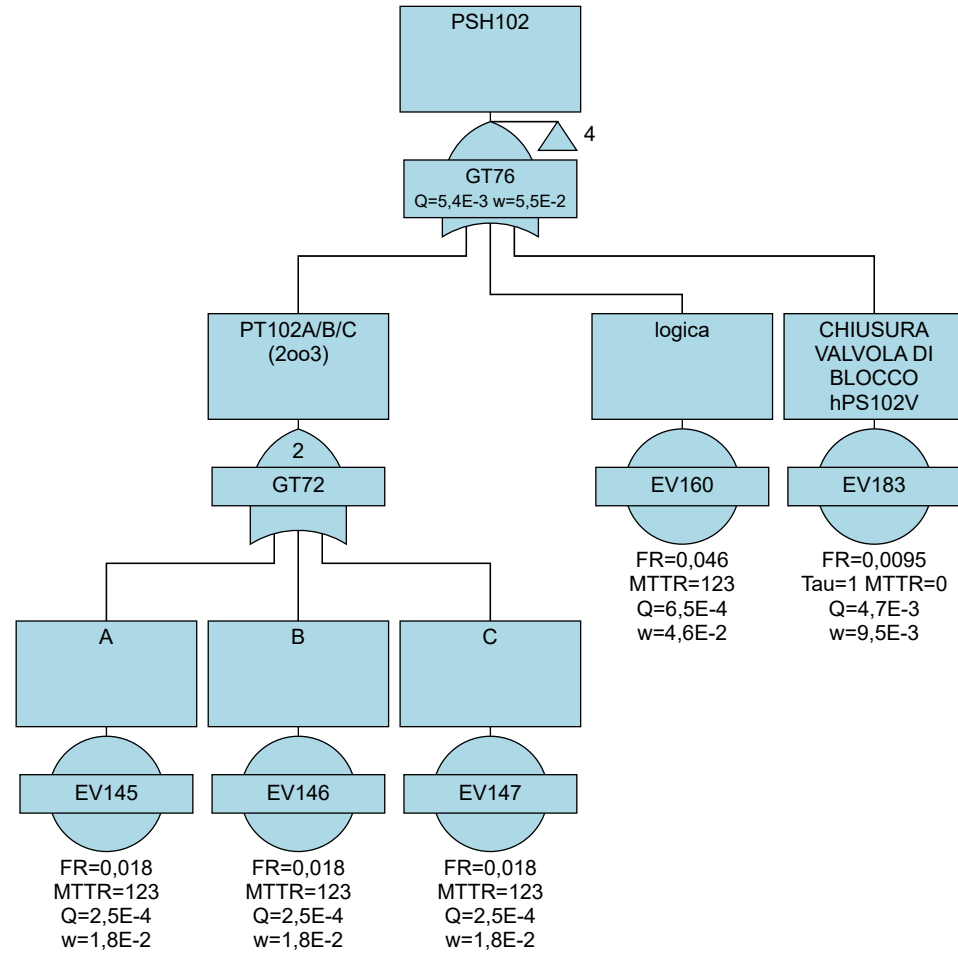 PSH102
4
GT76
Q=5,4E-3 w=5,5E-2
PT102A/B/C
(2oo3)
logica
CHIUSURA
VALVOLA DI
BLOCCO
hPS102V
2
GT72
EV160
EV183
FR=0,046
MTTR=123
Q=6,5E-4
w=4,6E-2
FR=0,0095
Tau=1 MTTR=0
Q=4,7E-3
w=9,5E-3
A
B
C
EV145
EV146
EV147
FR=0,018
MTTR=123
Q=2,5E-4
w=1,8E-2
FR=0,018
MTTR=123
Q=2,5E-4
w=1,8E-2
FR=0,018
MTTR=123
Q=2,5E-4
w=1,8E-2